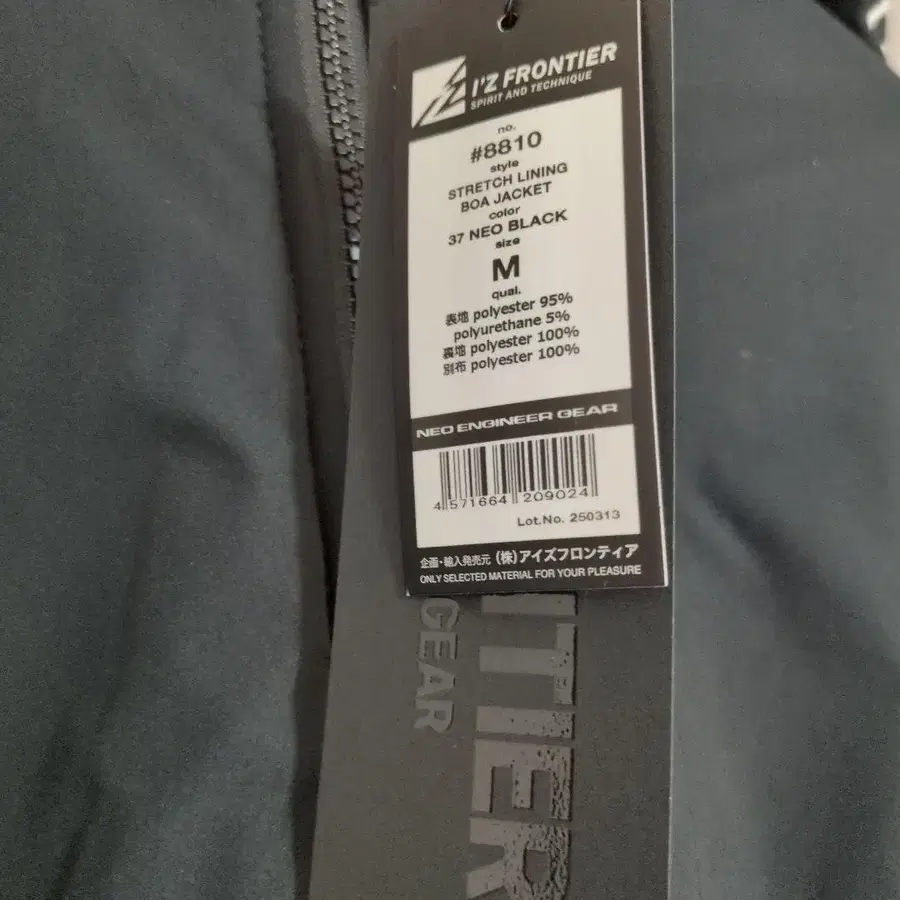 I'Z FRONTIER
SPIRIT AND TECHNIQUE
no.
#8810
style
STRETCH LINING
BOA JACKET
color
37 NEO BLACK
size
M
qual.
表地 polyester 95%
polyurethane 5%
裏地 polyester 100%
別布 polyester 100%
NEO ENGINEER GEAR
4 571664 209024
Lot.No. 250313
企画・輸入発売元 (株)アイズフロンティア
ONLY SELECTED MATERIAL FOR YOUR PLEASURE
NTIER
GEAR